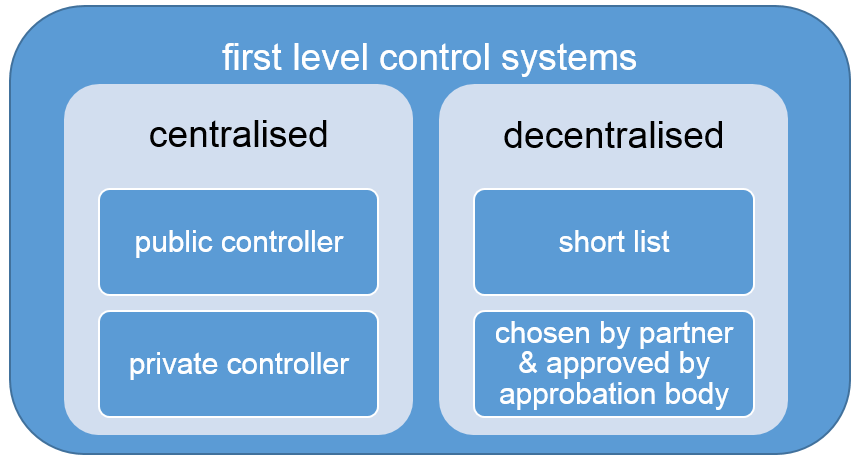 first level control systems
centralised
public controller
private controller
decentralised
short list
chosen by partner
& approved by
approbation body